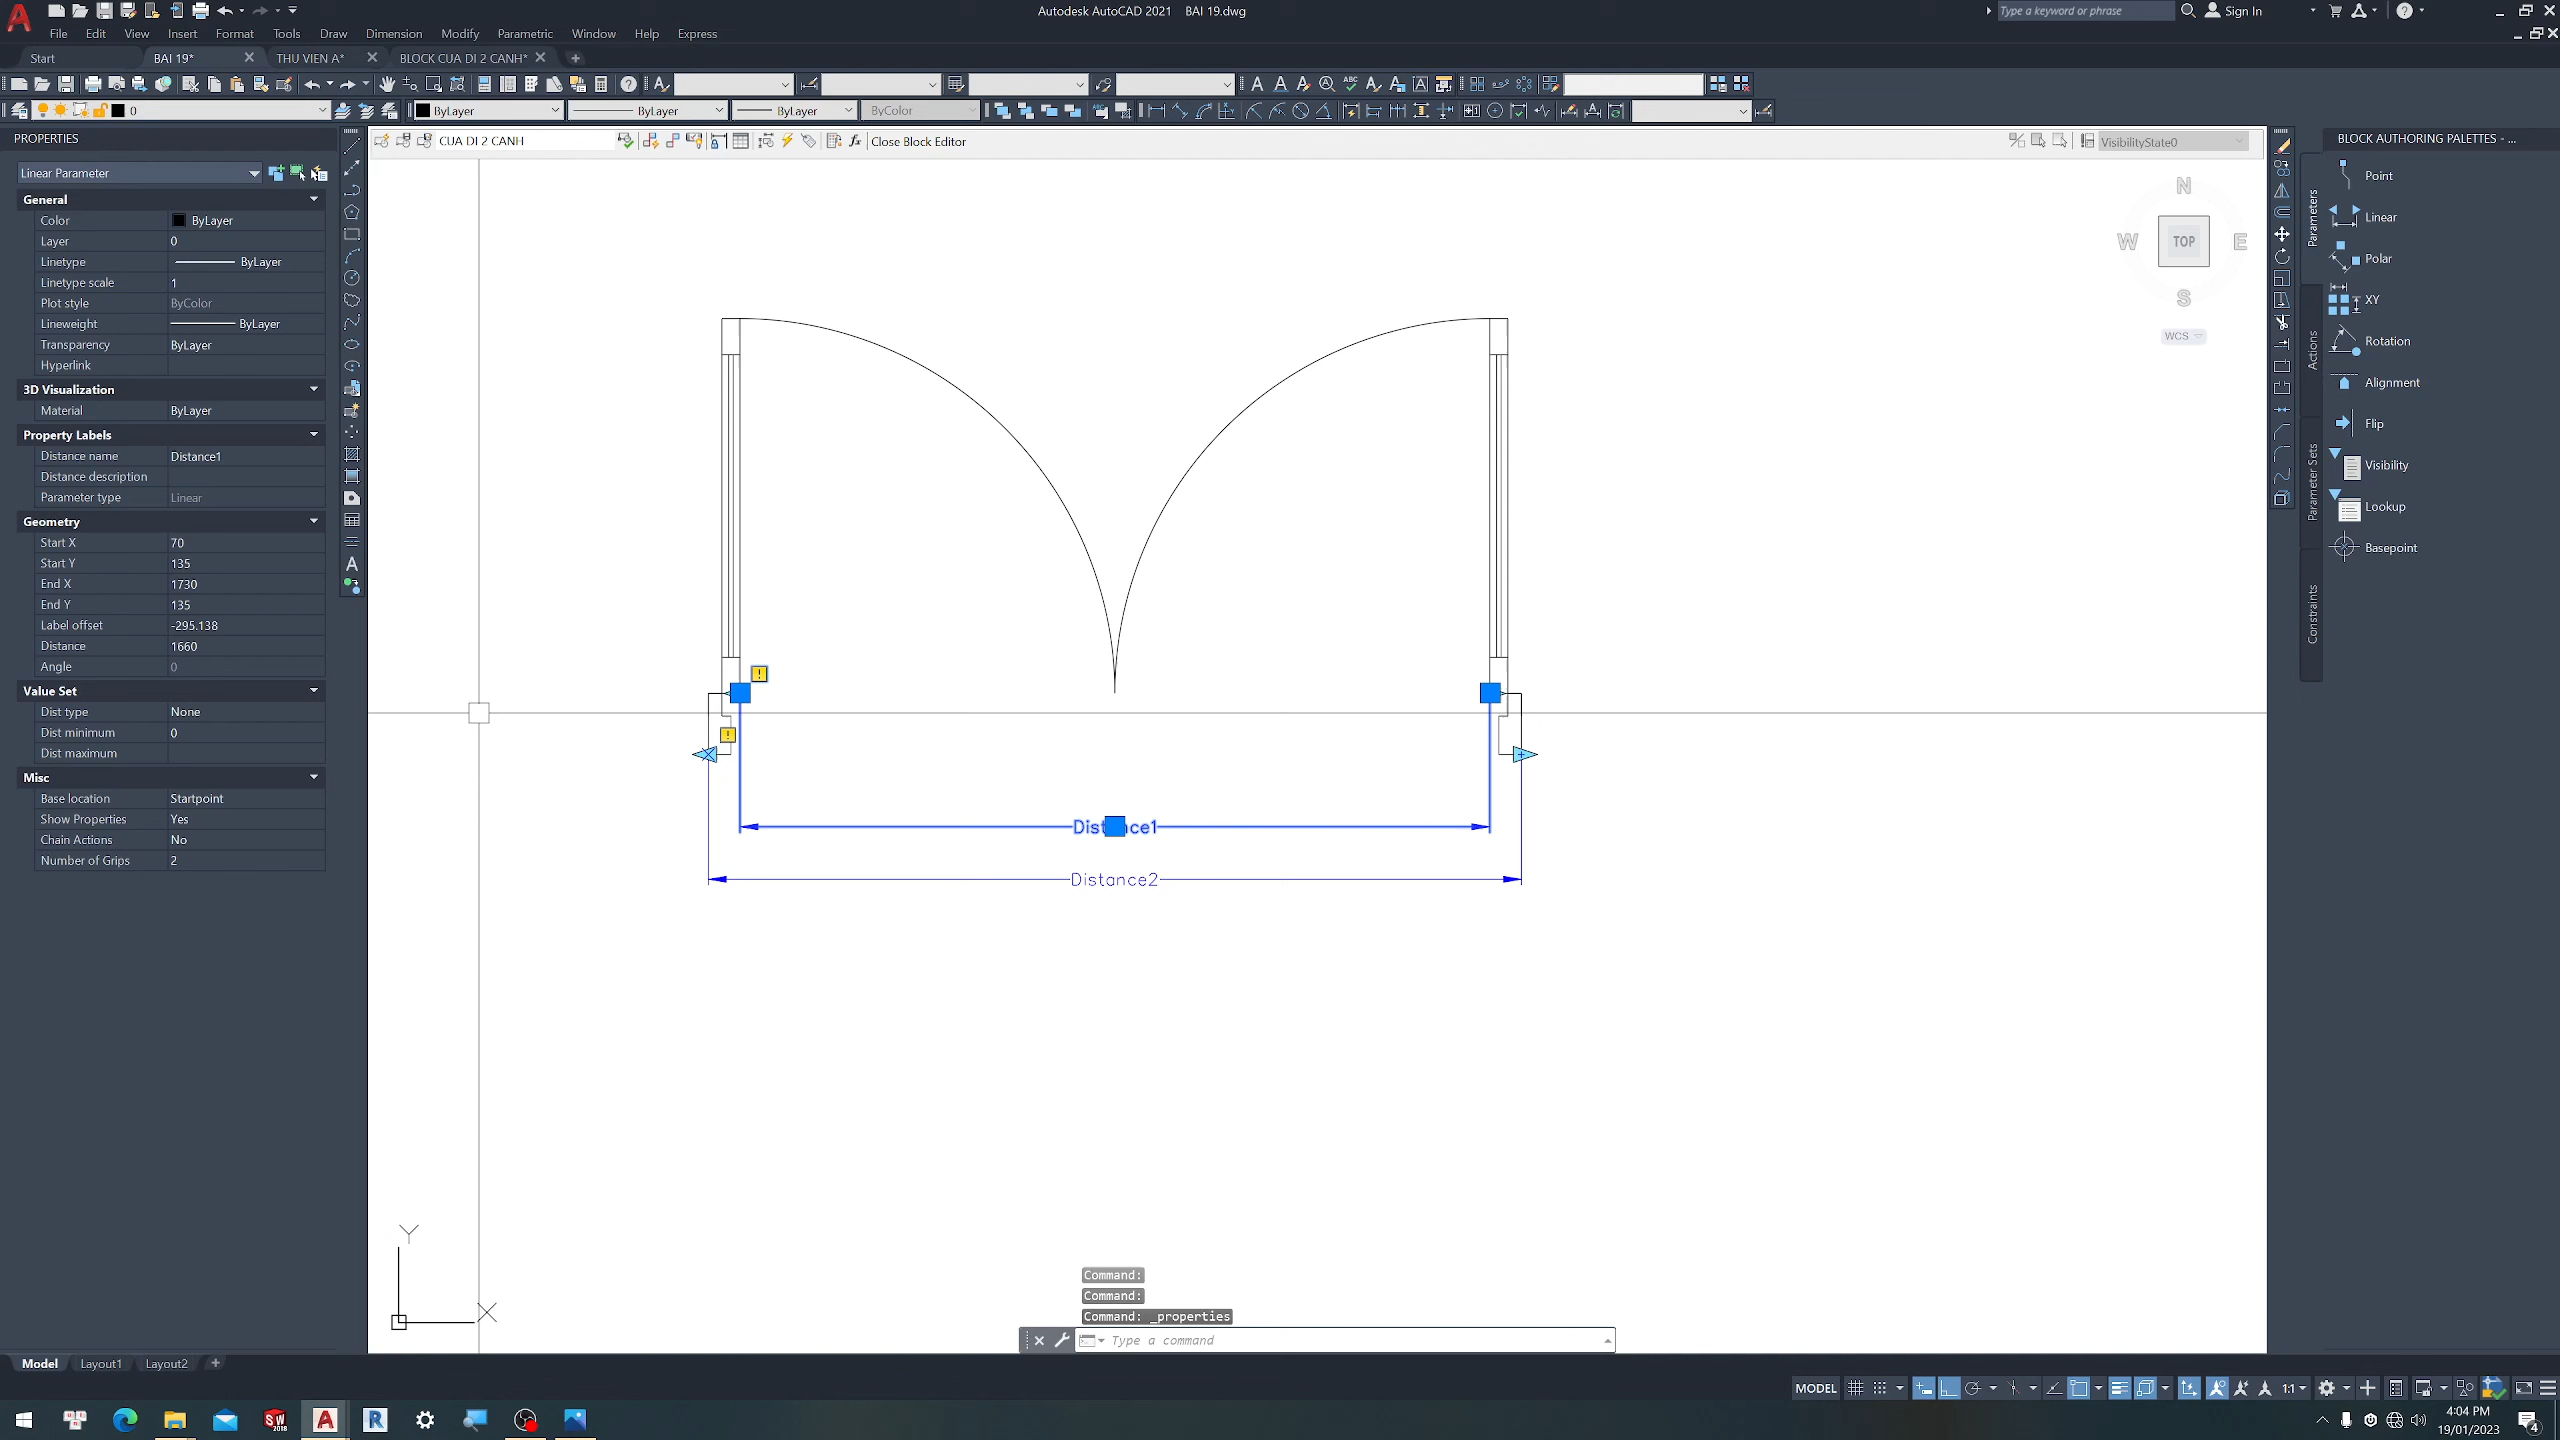 Autodesk AutoCAD 2021 BAI 19.dwg
Type a keyword or phrase
Sign In
File Edit View Insert Format Tools Draw Dimension Modify Parametric Window Help Express
Start BAI 19* THU VIEN A* BLOCK CUA DI 2 CANH*
0 ByLayer ByLayer ByLayer ByColor
PROPERTIES
CUA DI 2 CANH Close Block Editor VisibilityState0
BLOCK AUTHORING PALETTES - ...
Linear Parameter
General
Color ByLayer
Layer 0
Linetype ByLayer
Linetype scale 1
Plot style ByColor
Lineweight ByLayer
Transparency ByLayer
Hyperlink
3D Visualization
Material ByLayer
Property Labels
Distance name Distance1
Distance description
Parameter type Linear
Geometry
Start X 70
Start Y 135
End X 1730
End Y 135
Label offset -295.138
Distance 1660
Angle 0
Value Set
Dist type None
Dist minimum 0
Dist maximum
Misc
Base location Startpoint
Show Properties Yes
Chain Actions No
Number of Grips 2
N
W TOP E
S
WCS
Distance2
Parameters
Actions
Parameter Sets
Constraints
Point
Linear
Polar
XY
Rotation
Alignment
Flip
Visibility
Lookup
Basepoint
Y
X
Command:
Command:
Command: _properties
Type a command
Model Layout1 Layout2
MODEL 1:1
4:04 PM
19/01/2023
4